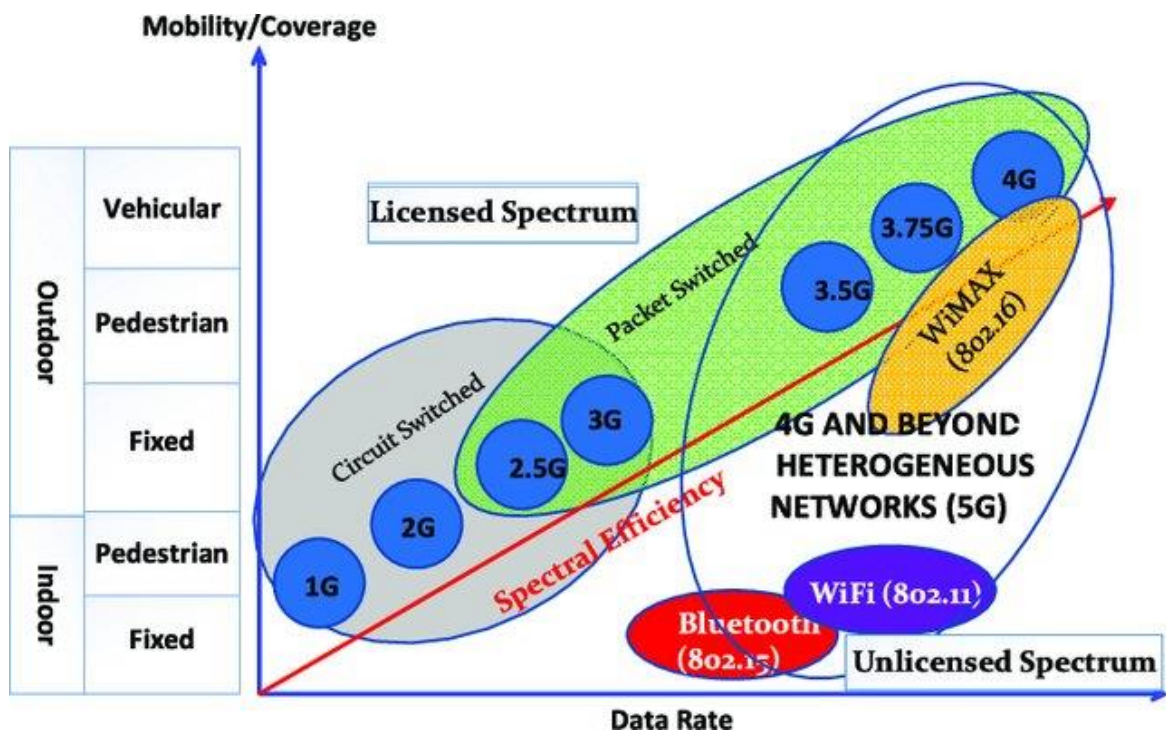 Mobility/Coverage
Outdoor
Indoor
Vehicular
Pedestrian
Fixed
Pedestrian
Fixed
Licensed Spectrum
Circuit Switched
Packet Switched
1G
2G
2.5G
3G
3.5G
3.75G
4G
WiMAX
(802.16)
Spectral Efficiency
4G AND BEYOND
HETEROGENEOUS
NETWORKS (5G)
WiFi (802.11)
Bluetooth
(802.15)
Unlicensed Spectrum
Data Rate